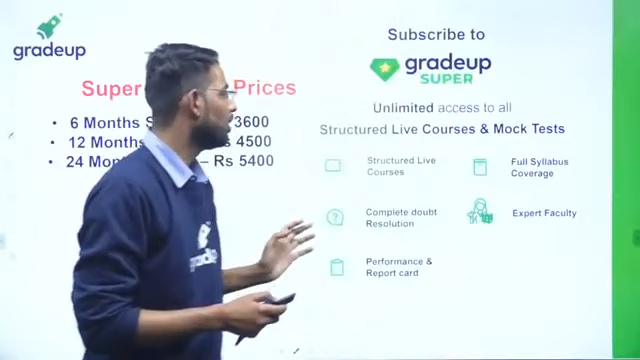 gradeup
Super Prices
• 6 Months S 3600
• 12 Months s 4500
• 24 Mont – Rs 5400
Subscribe to
gradeup
SUPER
Unlimited access to all
Structured Live Courses & Mock Tests
Structured Live
Courses
Full Syllabus
Coverage
Complete doubt
Resolution
Expert Faculty
Performance &
Report card
gradeup